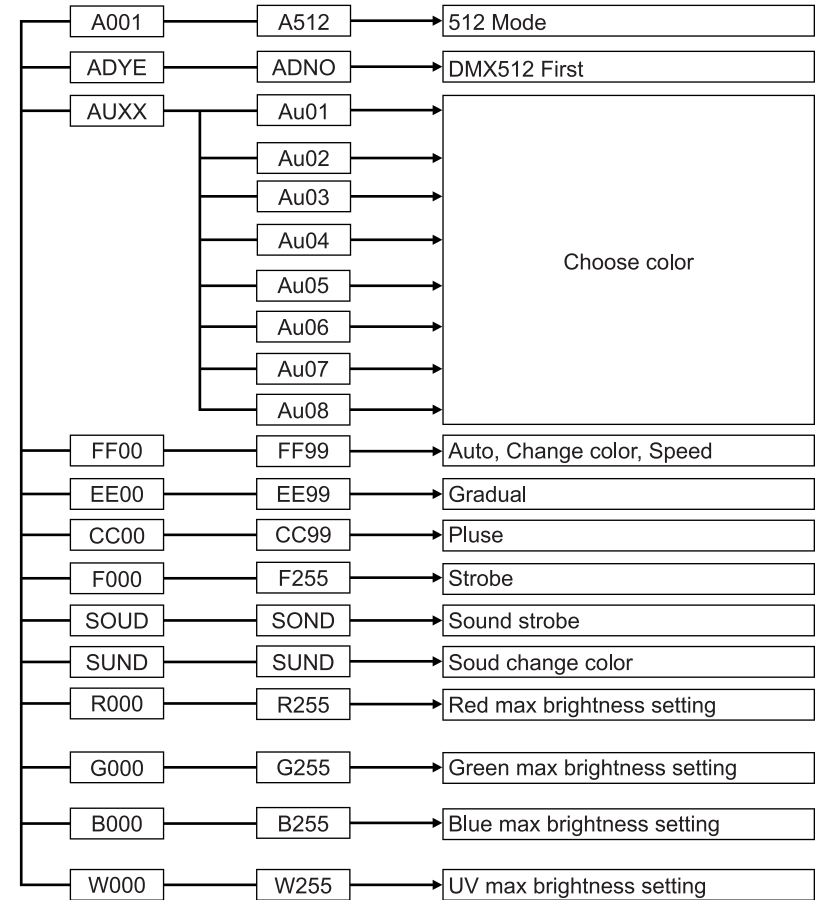 A001 A512 512 Mode
ADYE ADNO DMX512 First
AUXX Au01
Au02
Au03
Au04
Choose color
Au05
Au06
Au07
Au08
FF00 FF99 Auto, Change color, Speed
EE00 EE99 Gradual
CC00 CC99 Pluse
F000 F255 Strobe
SOUD SOND Sound strobe
SUND SUND Soud change color
R000 R255 Red max brightness setting
G000 G255 Green max brightness setting
B000 B255 Blue max brightness setting
W000 W255 UV max brightness setting